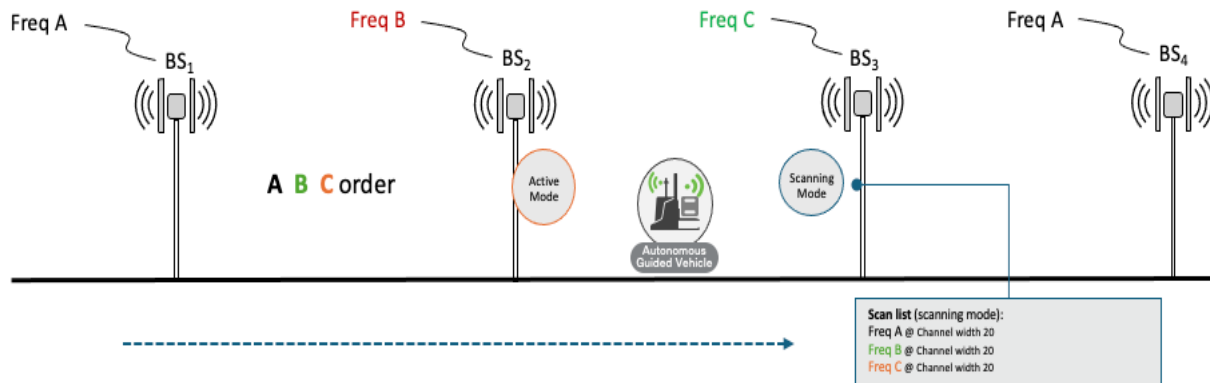 Freq A
Freq B
Freq C
Freq A
BS1
BS2
BS3
BS4
A B C order
Active
Mode
Scanning
Mode
Autonomous
Guided Vehicle
Scan list (scanning mode):
Freq A @ Channel width 20
Freq B @ Channel width 20
Freq C @ Channel width 20